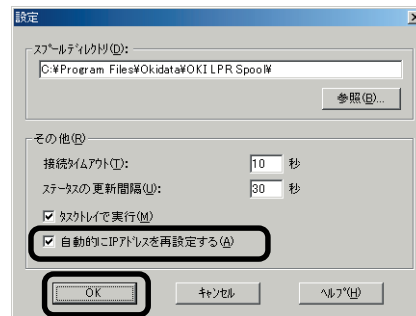 設定
スプールディレクトリ(D):
C:¥Program Files¥Okidata¥OKI LPR Spool¥
参照(B)...
その他(R)
接続タイムアウト(T): 10 秒
ステータスの更新間隔(U): 30 秒
タスクトレイで実行(M)
自動的にIPアドレスを再設定する(A)
OK キャンセル ヘルプ(H)